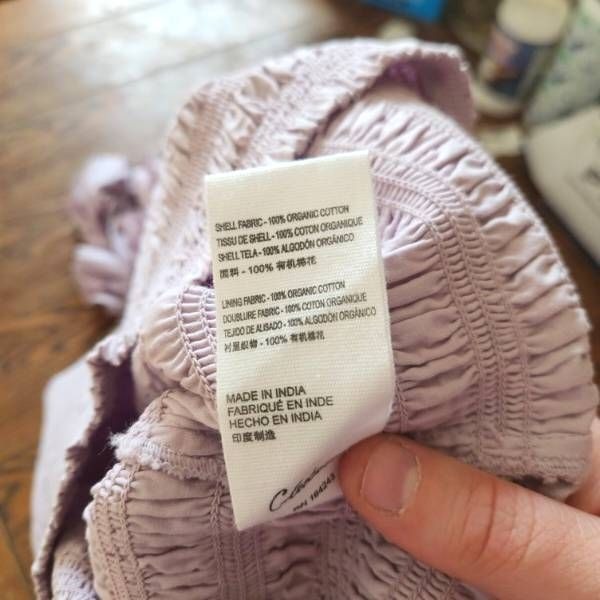 SHELL FABRIC - 100% ORGANIC COTTON
TISSU DE SHELL - 100% COTON ORGANIQUE
SHELL TELA - 100% ALGODÓN ORGÁNICO
面料 - 100% 有机棉花
LINING FABRIC - 100% ORGANIC COTTON
DOUBLURE FABRIC - 100% COTON ORGANIQUE
TEJIDO DE ALISADO - 100% ALGODÓN ORGÁNICO
衬里织物 - 100% 有机棉花
MADE IN INDIA
FABRIQUÉ EN INDE
HECHO EN INDIA
印度制造